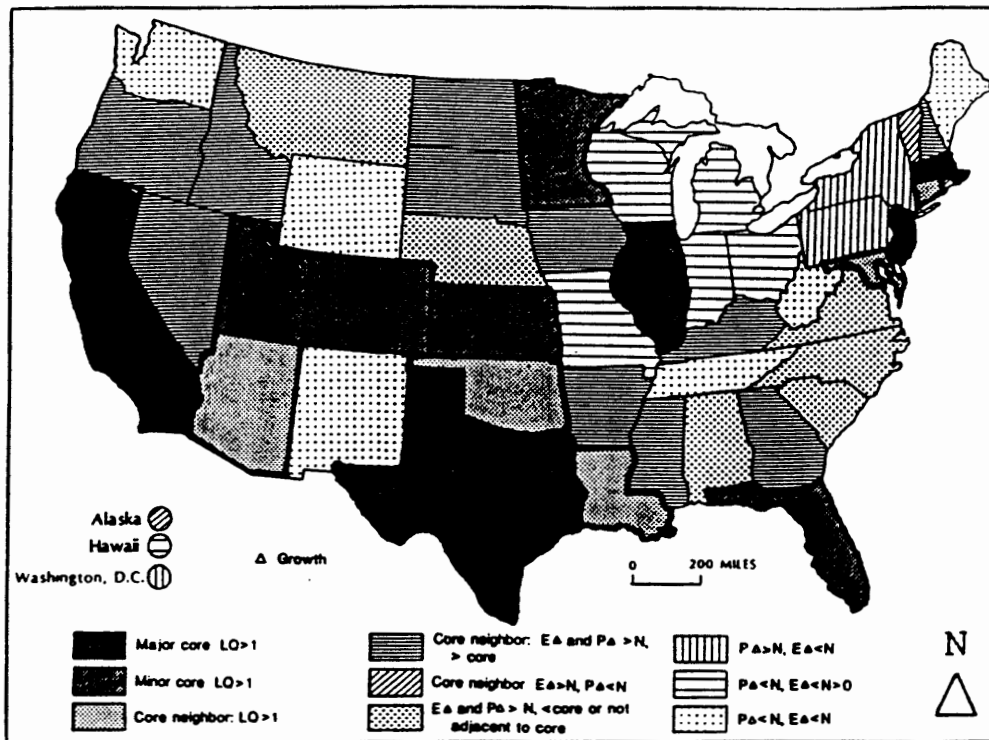 Alaska
Hawaii
Washington, D.C.
Δ Growth
0 200 MILES
Major core LQ>1
Minor core LQ>1
Core neighbor: LQ>1
Core neighbor: EΔ and PΔ >N,
> core
Core neighbor EΔ>N, PΔ<N
EΔ and PΔ> N, <core or not
adjacent to core
PΔ>N, EΔ<N
PΔ<N, EΔ<N>0
PΔ<N, EΔ<N
N